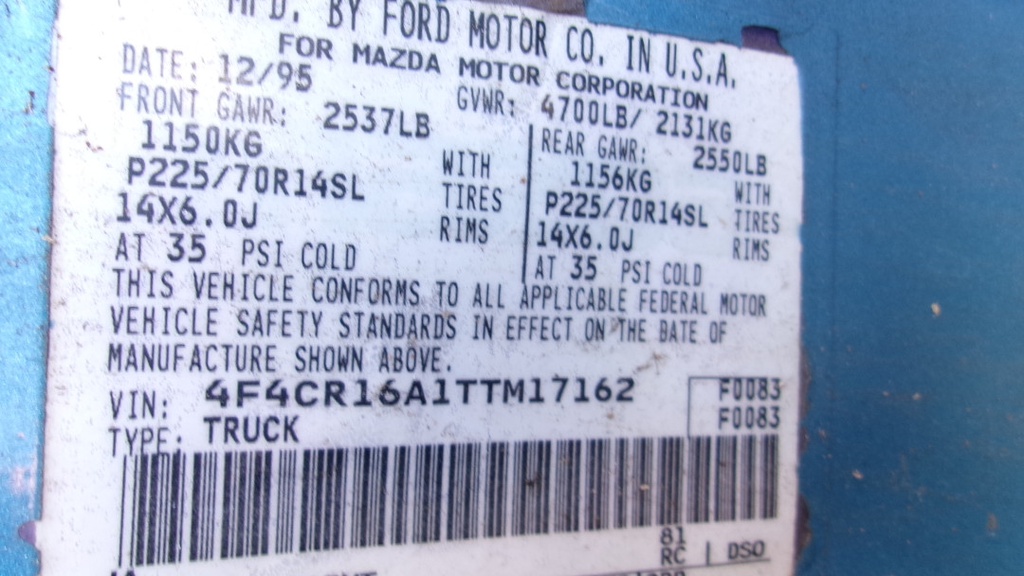 MFD. BY FORD MOTOR CO. IN U.S.A.
FOR MAZDA MOTOR CORPORATION
DATE: 12/95 GVWR: 4700LB/ 2131KG
FRONT GAWR: 2537LB
1150KG WITH
P225/70R14SL TIRES
14X6.0J RIMS
AT 35 PSI COLD
REAR GAWR: 2550LB
1156KG WITH
P225/70R14SL TIRES
14X6.0J RIMS
AT 35 PSI COLD
THIS VEHICLE CONFORMS TO ALL APPLICABLE FEDERAL MOTOR
VEHICLE SAFETY STANDARDS IN EFFECT ON THE DATE OF
MANUFACTURE SHOWN ABOVE.
VIN: 4F4CR16A1TTM17162 F0083
F0083
TYPE: TRUCK
81
RC | DSO